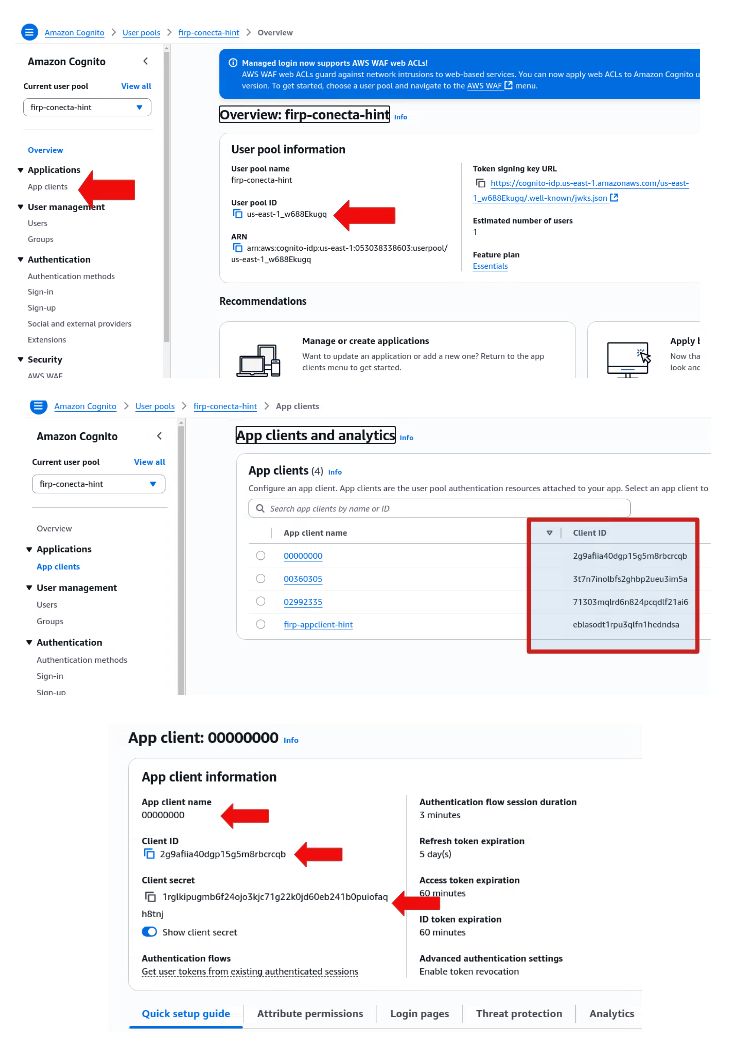 Amazon Cognito > User pools > firp-conecta-hint > Overview
Amazon Cognito
Current user pool View all
firp-conecta-hint
Overview
Applications
App clients
User management
Users
Groups
Authentication
Authentication methods
Sign-in
Sign-up
Social and external providers
Extensions
Security
AWS WAF
Managed login now supports AWS WAF web ACLs!
AWS WAF web ACLs guard against network intrusions to web-based services. You can now apply web ACLs to Amazon Cognito u
version. To get started, choose a user pool and navigate to the AWS WAF menu.
Overview: firp-conecta-hint Info
User pool information
User pool name
firp-conecta-hint
User pool ID
us-east-1_w688Ekugq
ARN
arn:aws:cognito-idp:us-east-1:053038338603:userpool/
us-east-1_w688Ekugq
Token signing key URL
https://cognito-idp.us-east-1.amazonaws.com/us-east-
1_w688Ekugq/.well-known/jwks.json
Estimated number of users
1
Feature plan
Essentials
Recommendations
Manage or create applications
Want to update an application or add a new one? Return to the app
clients menu to get started.
Apply b
Now tha
look and
Amazon Cognito > User pools > firp-conecta-hint > App clients
Amazon Cognito
Current user pool View all
firp-conecta-hint
Overview
Applications
App clients
User management
Users
Groups
Authentication
Authentication methods
Sign-in
Sign-up
App clients and analytics Info
App clients (4) Info
Configure an app client. App clients are the user pool authentication resources attached to your app. Select an app client to
Search app clients by name or ID
App client name Client ID
00000000 2g9afiia40dgp15g5m8rbcrcqb
00360305 3t7n7inolbfs2ghbp2ueu3im5a
02992335 71303mqlrd6n824pcqdlf21ai6
firp-appclient-hint eblasodt1rpu3qlfn1hedndsa
App client: 00000000 Info
App client information
App client name
00000000
Client ID
2g9afiia40dgp15g5m8rbcrcqb
Client secret
1rglkipugmb6f24ojo3kjc71g22k0jd60eb241b0puiofaq
h8tnj
Show client secret
Authentication flows
Get user tokens from existing authenticated sessions
Authentication flow session duration
3 minutes
Refresh token expiration
5 day(s)
Access token expiration
60 minutes
ID token expiration
60 minutes
Advanced authentication settings
Enable token revocation
Quick setup guide Attribute permissions Login pages Threat protection Analytics